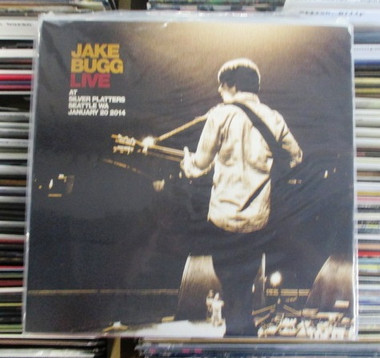 JAKE
BUGG
LIVE
AT
SILVER PLATTERS
SEATTLE WA
JANUARY 20 2014